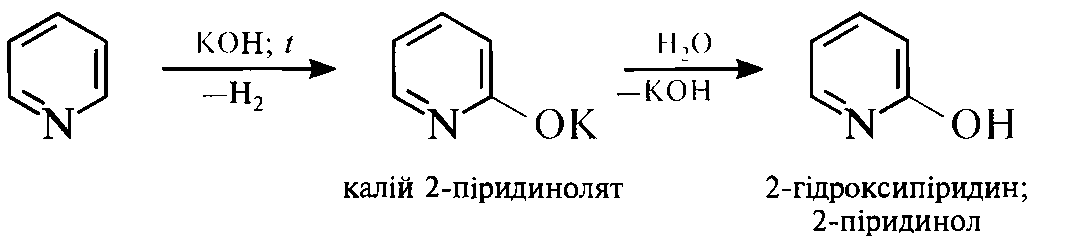 KOH; t
—H₂
N
N
OK
H₂O
—KOH
N
OH
калій 2-піридинолят
2-гідроксипіридин;
2-піридинол